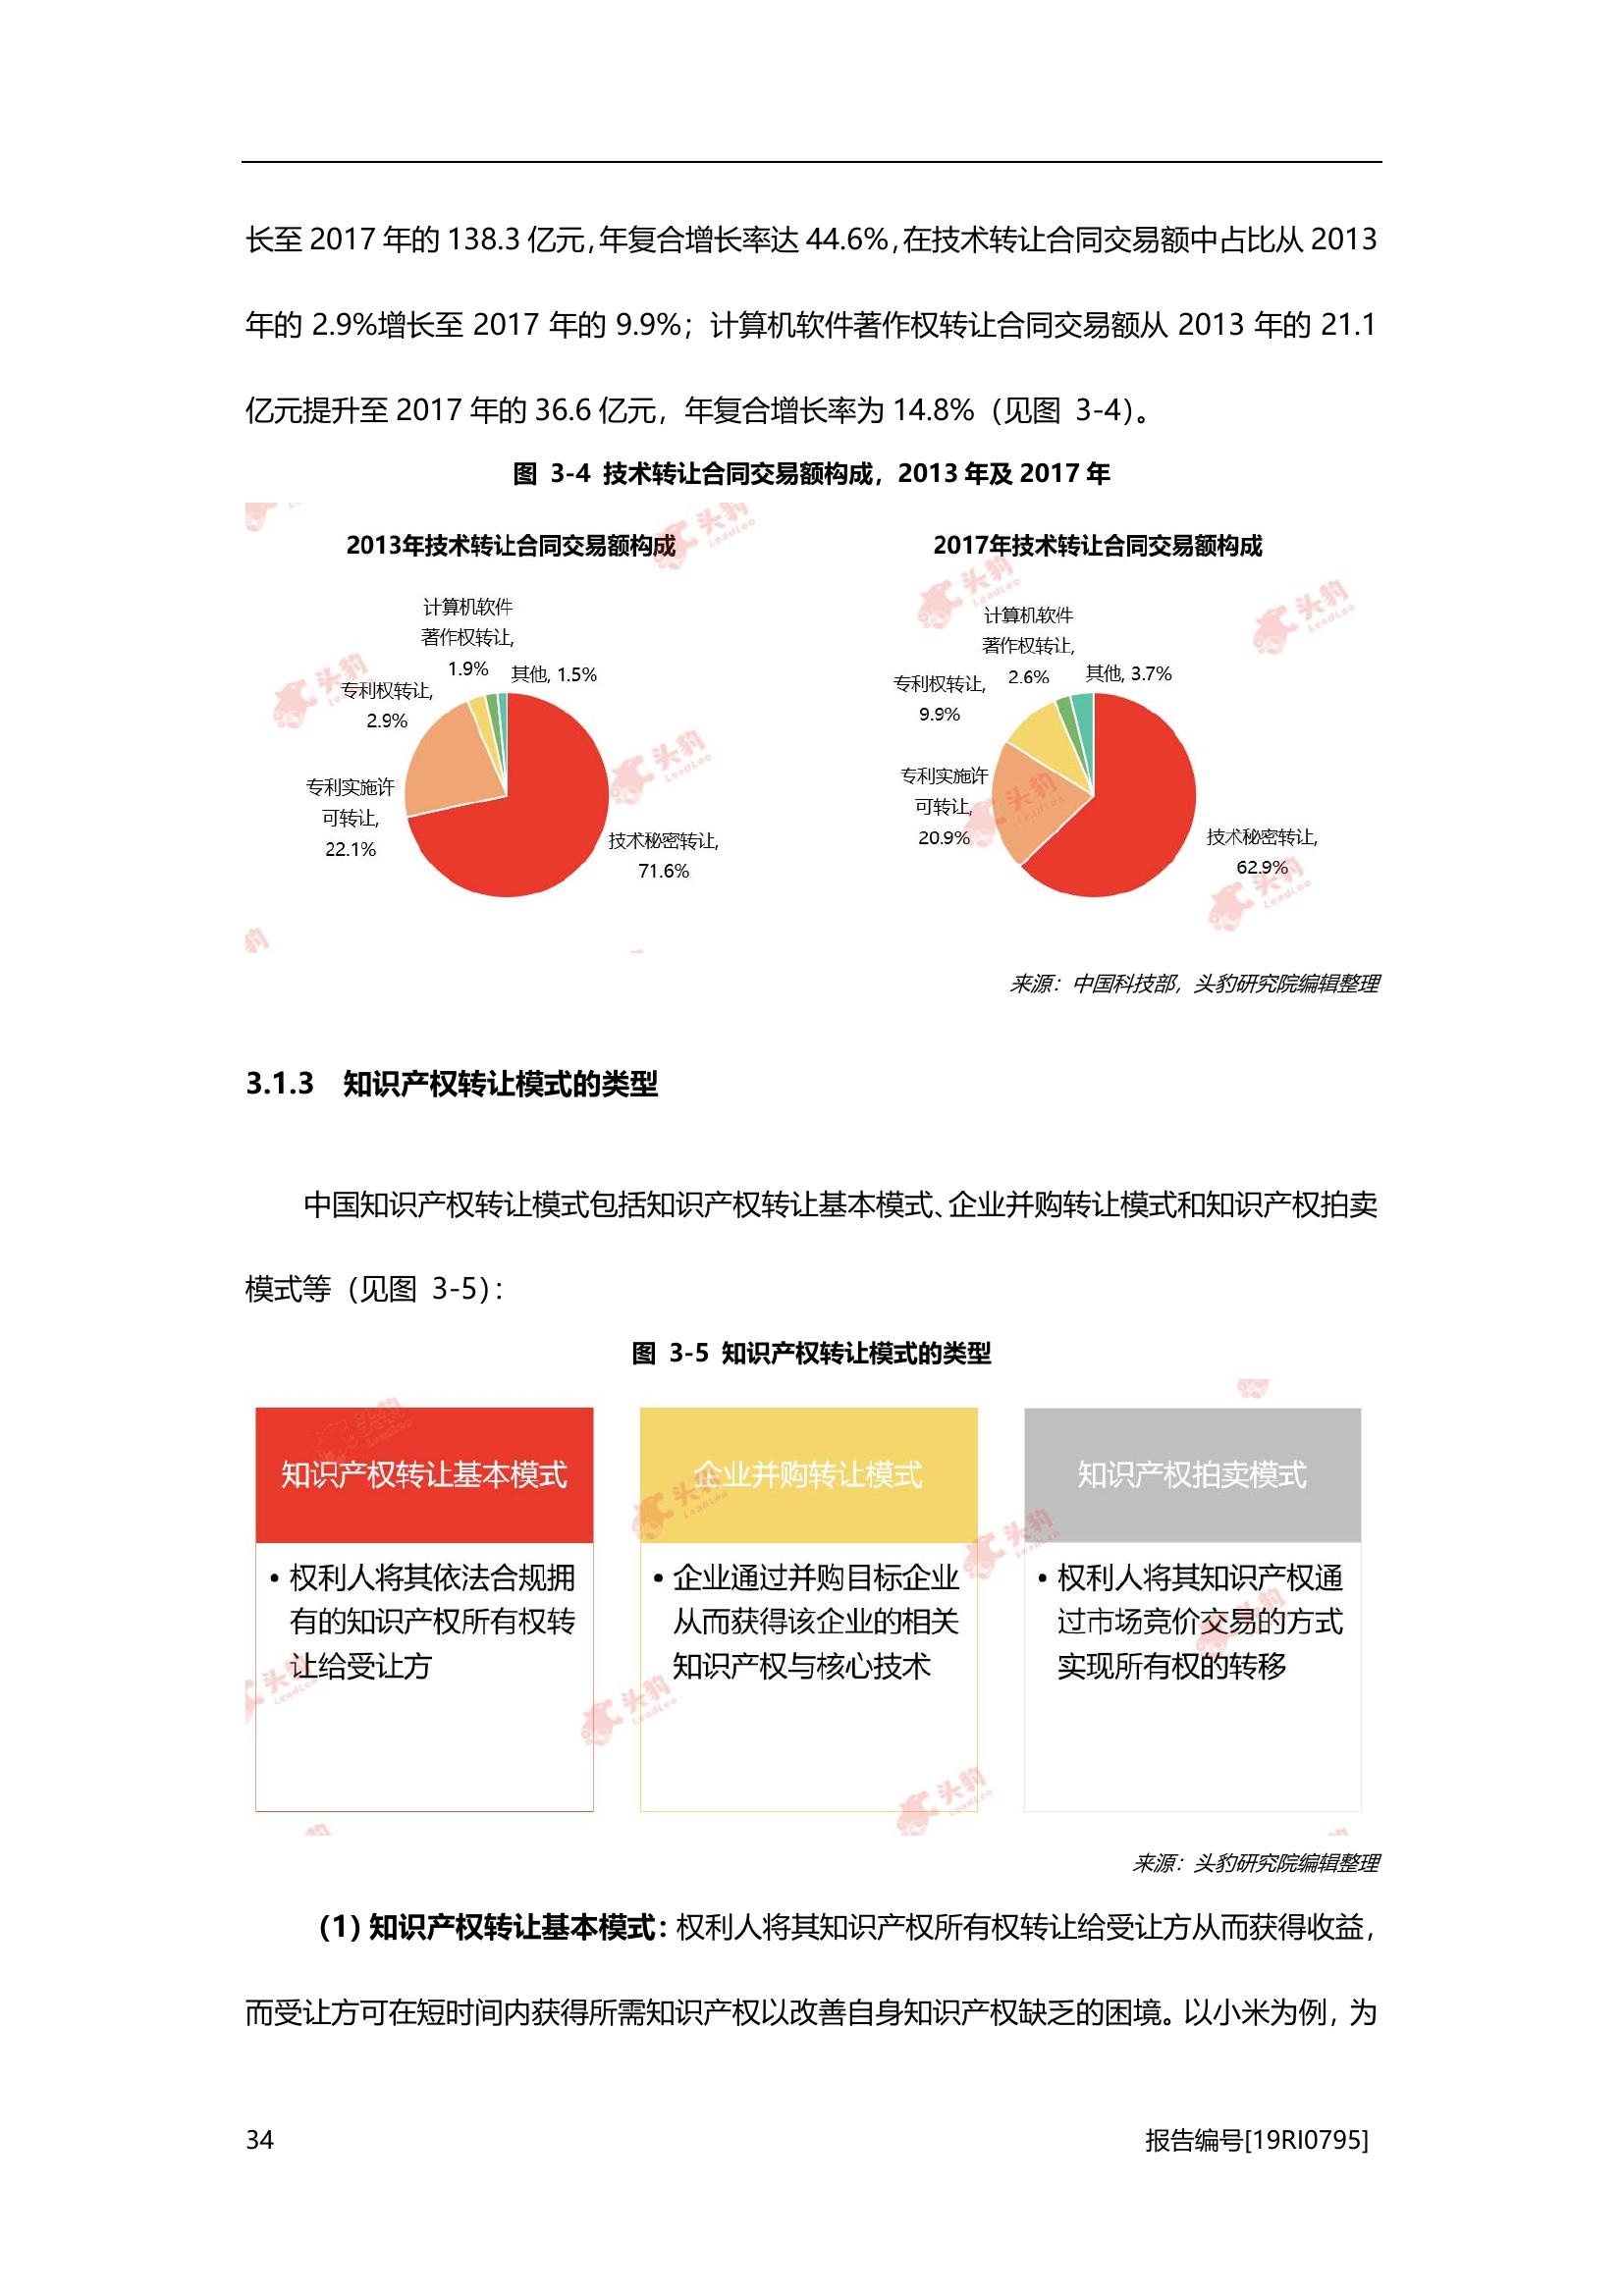 长至 2017 年的 138.3 亿元，年复合增长率达 44.6%，在技术转让合同交易额中占比从 2013
年的 2.9%增长至 2017 年的 9.9%；计算机软件著作权转让合同交易额从 2013 年的 21.1
亿元提升至 2017 年的 36.6 亿元，年复合增长率为 14.8%（见图 3-4）。
图 3-4 技术转让合同交易额构成，2013 年及 2017 年
2013年技术转让合同交易额构成
计算机软件
著作权转让,
1.9%
其他, 1.5%
专利权转让,
2.9%
专利实施许
可转让,
22.1%
技术秘密转让,
71.6%
2017年技术转让合同交易额构成
计算机软件
著作权转让,
2.6%
其他, 3.7%
专利权转让,
9.9%
专利实施许
可转让,
20.9%
技术秘密转让,
62.9%
头豹
LeadLeo
来源：中国科技部，头豹研究院编辑整理
3.1.3 知识产权转让模式的类型
中国知识产权转让模式包括知识产权转让基本模式、企业并购转让模式和知识产权拍卖
模式等（见图 3-5）：
图 3-5 知识产权转让模式的类型
知识产权转让基本模式
• 权利人将其依法合规拥
有的知识产权所有权转
让给受让方
企业并购转让模式
• 企业通过并购目标企业
从而获得该企业的相关
知识产权与核心技术
知识产权拍卖模式
• 权利人将其知识产权通
过市场竞价交易的方式
实现所有权的转移
来源：头豹研究院编辑整理
（1）知识产权转让基本模式：权利人将其知识产权所有权转让给受让方从而获得收益，
而受让方可在短时间内获得所需知识产权以改善自身知识产权缺乏的困境。以小米为例，为
34
报告编号[19RI0795]